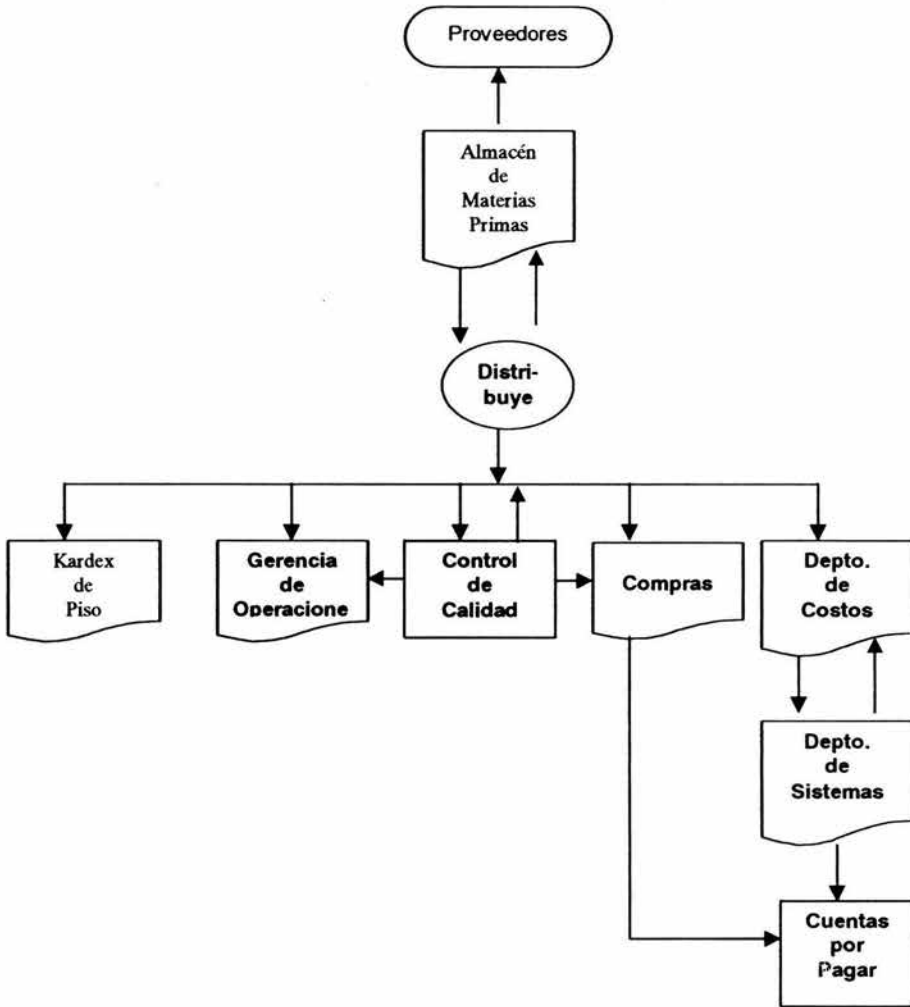 Proveedores
Almacén
de
Materias
Primas
Distri-
buye
Kardex
de
Piso
Gerencia
de
Operacione
Control
de
Calidad
Compras
Depto.
de
Costos
Depto.
de
Sistemas
Cuentas
por
Pagar